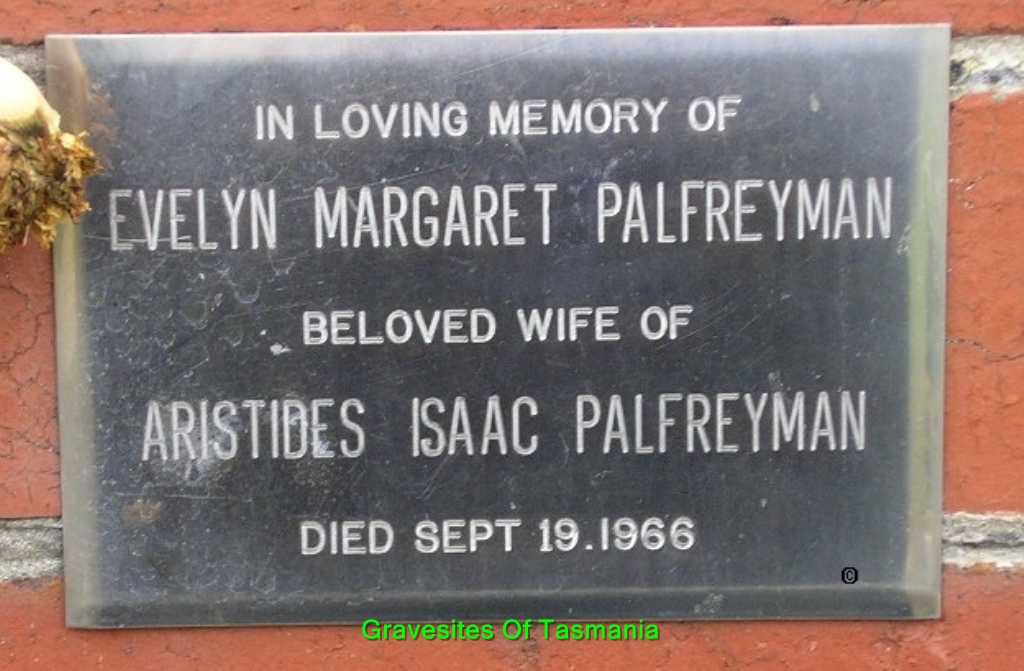 IN LOVING MEMORY OF
EVELYN MARGARET PALFREYMAN
BELOVED WIFE OF
ARISTIDES ISAAC PALFREYMAN
DIED SEPT 19.1966
©
Gravesites Of Tasmania